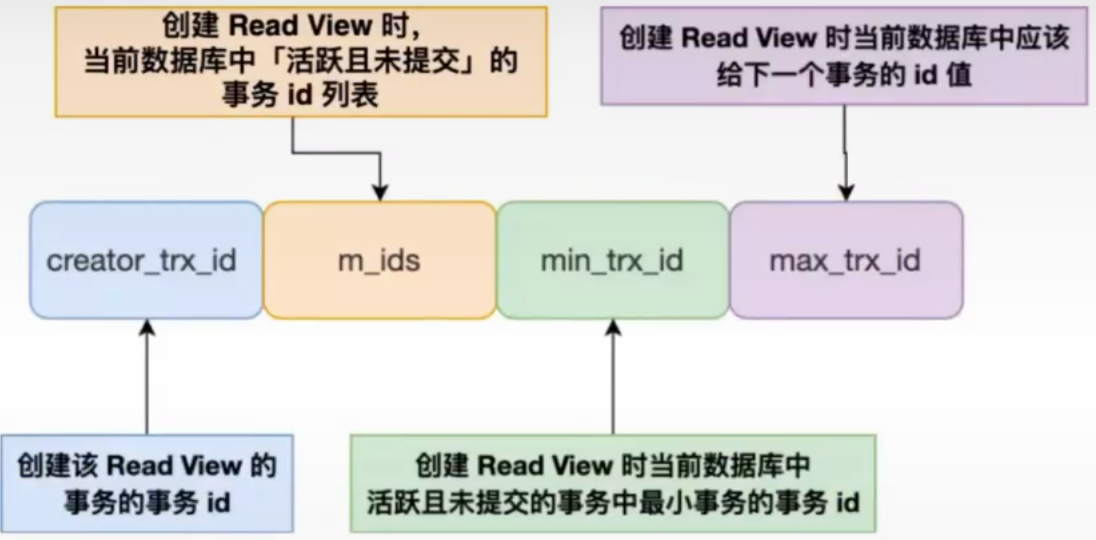 创建 Read View 时,
当前数据库中「活跃且未提交」的
事务 id 列表
创建 Read View 时当前数据库中应该
给下一个事务的 id 值
creator_trx_id
m_ids
min_trx_id
max_trx_id
创建该 Read View 的
事务的事务 id
创建 Read View 时当前数据库中
活跃且未提交的事务中最小事务的事务 id